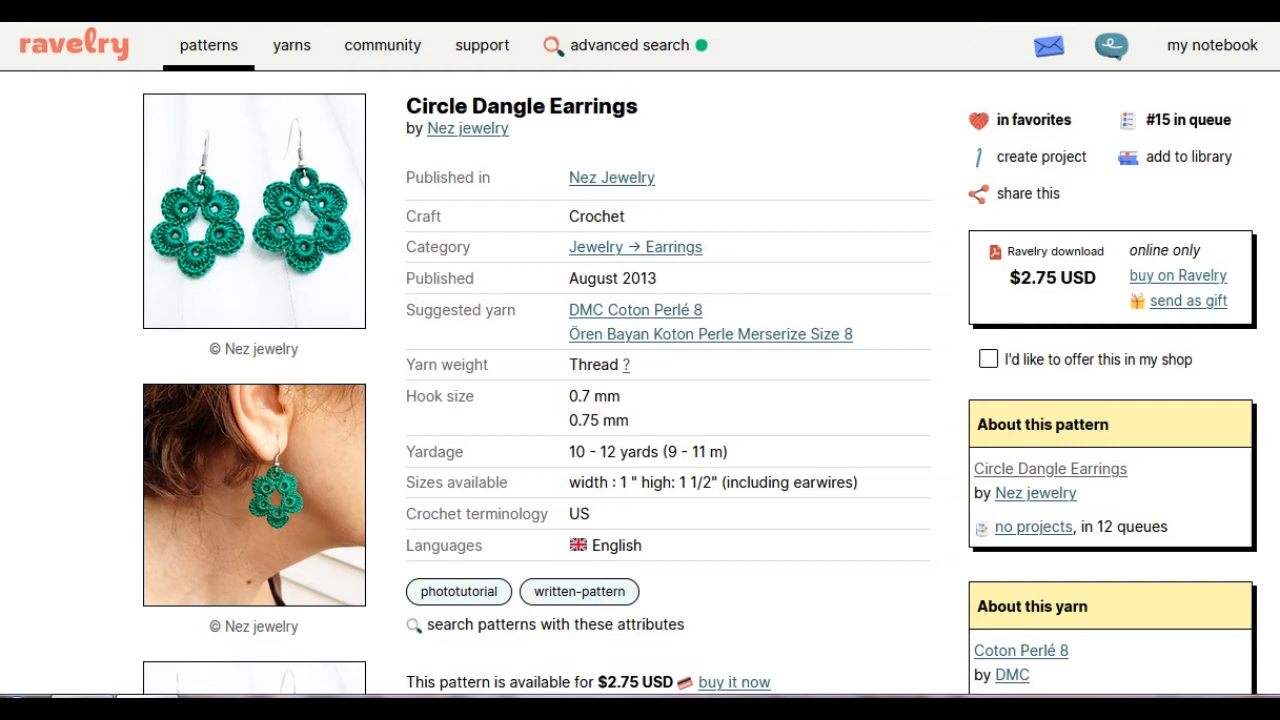 ravelry
patterns
yarns
community
support
advanced search
my notebook
Circle Dangle Earrings
by Nez jewelry
Published in
Nez Jewelry
Craft
Crochet
Category
Jewelry → Earrings
Published
August 2013
Suggested yarn
DMC Coton Perlé 8
Ören Bayan Koton Perle Merserize Size 8
Yarn weight
Thread ?
Hook size
0.7 mm
0.75 mm
Yardage
10 - 12 yards (9 - 11 m)
Sizes available
width : 1 " high: 1 1/2" (including earwires)
Crochet terminology
US
Languages
English
phototutorial
written-pattern
search patterns with these attributes
This pattern is available for $2.75 USD buy it now
© Nez jewelry
© Nez jewelry
in favorites
#15 in queue
create project
add to library
share this
Ravelry download
$2.75 USD
online only
buy on Ravelry
send as gift
I'd like to offer this in my shop
About this pattern
Circle Dangle Earrings
by Nez jewelry
no projects, in 12 queues
About this yarn
Coton Perlé 8
by DMC